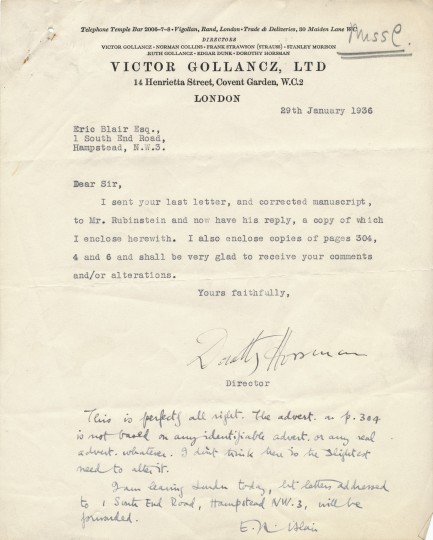 Telephone Temple Bar 2006-7-8 · Vigollan, Rand, London · Trade & Deliveries, 29 Maiden Lane W.C.2
MssC.
DIRECTORS
VICTOR GOLLANCZ · NORMAN COLLINS · FRANK STRAWSON [STRAUSS] · STANLEY MORISON
RUTH GOLLANCZ · EDGAR DUNK · DOROTHY HORSMAN
VICTOR GOLLANCZ, LTD
14 Henrietta Street, Covent Garden, W.C.2
LONDON
29th January 1936
Eric Blair Esq.,
1 South End Road,
Hampstead, N.W.3.
Dear Sir,
I sent your last letter, and corrected manuscript,
to Mr. Rubinstein and now have his reply, a copy of which
I enclose herewith. I also enclose copies of pages 304,
4 and 6 and shall be very glad to receive your comments
and/or alterations.
Yours faithfully,
Dorothy Horsman
Director
This is perfectly all right. The advert. on p. 304
is not based on any identifiable advert. or any real
advert. whatever. I don't think there is the slightest
need to alter it.
I am leaving London today, but letters addressed
to 1 South End Road, Hampstead NW.3, will be
forwarded.
E. A. Blair